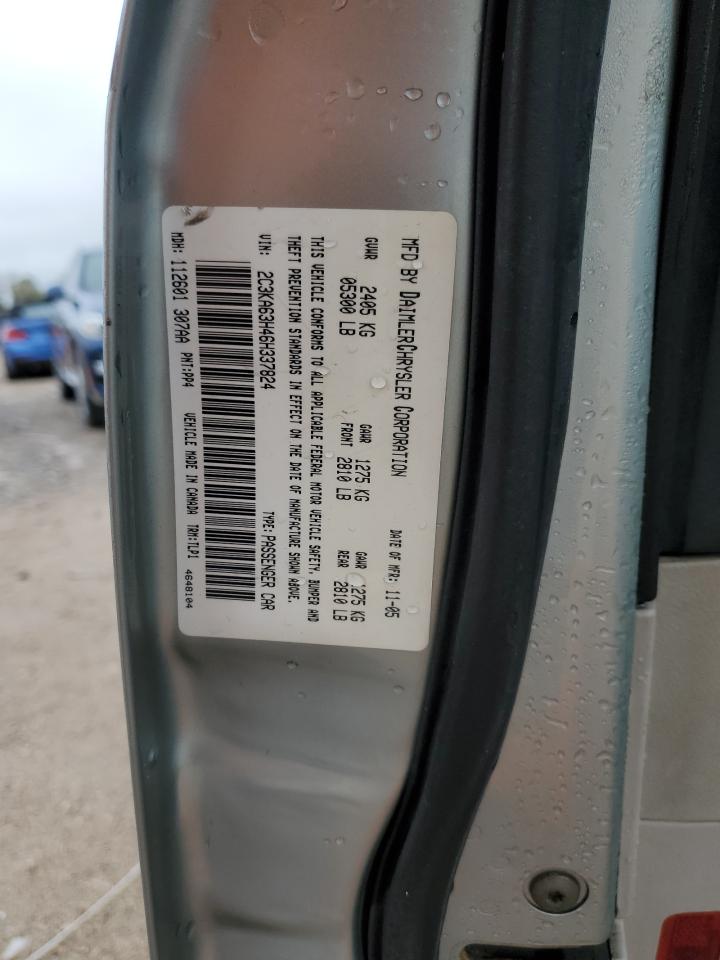 MFD BY DAIMLERCHRYSLER CORPORATION DATE OF MFR: 11-05
GVWR 2405 KG GAWR 1275 KG GAWR 1275 KG
05300 LB FRONT 2810 LB REAR 2810 LB
THIS VEHICLE CONFORMS TO ALL APPLICABLE FEDERAL MOTOR VEHICLE SAFETY, BUMPER AND
THEFT PREVENTION STANDARDS IN EFFECT ON THE DATE OF MANUFACTURE SHOWN ABOVE.
VIN: 2C3KA63H46H337824 TYPE: PASSENGER CAR
MDH: 112601 307AA PNT:PP4 VEHICLE MADE IN CANADA TRM:TLP1 4648104